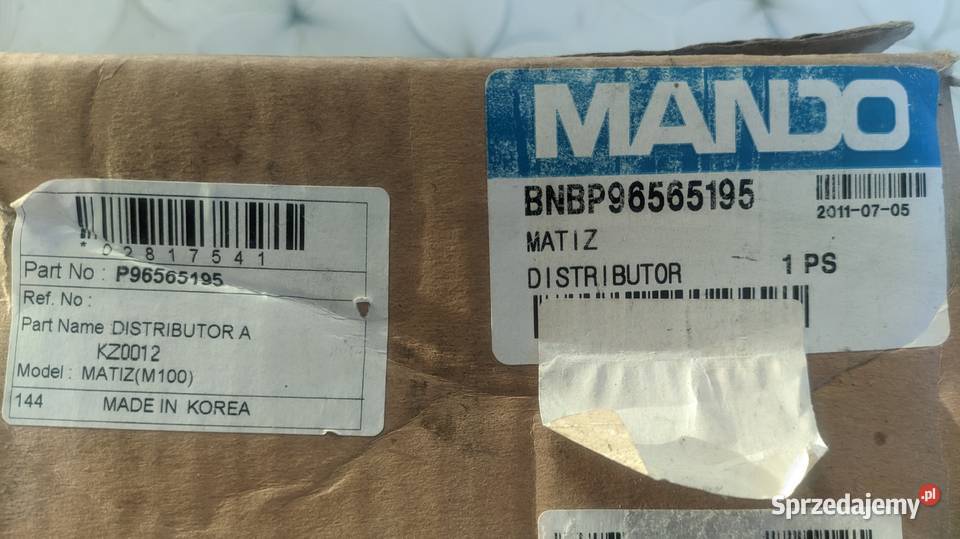 *02817541
Part No : P96565195
Ref. No :
Part Name DISTRIBUTOR A
KZ0012
Model : MATIZ(M100)
144 MADE IN KOREA
MANDO
BNBP96565195
2011-07-05
MATIZ
DISTRIBUTOR 1 PS
Sprzedajemy.pl